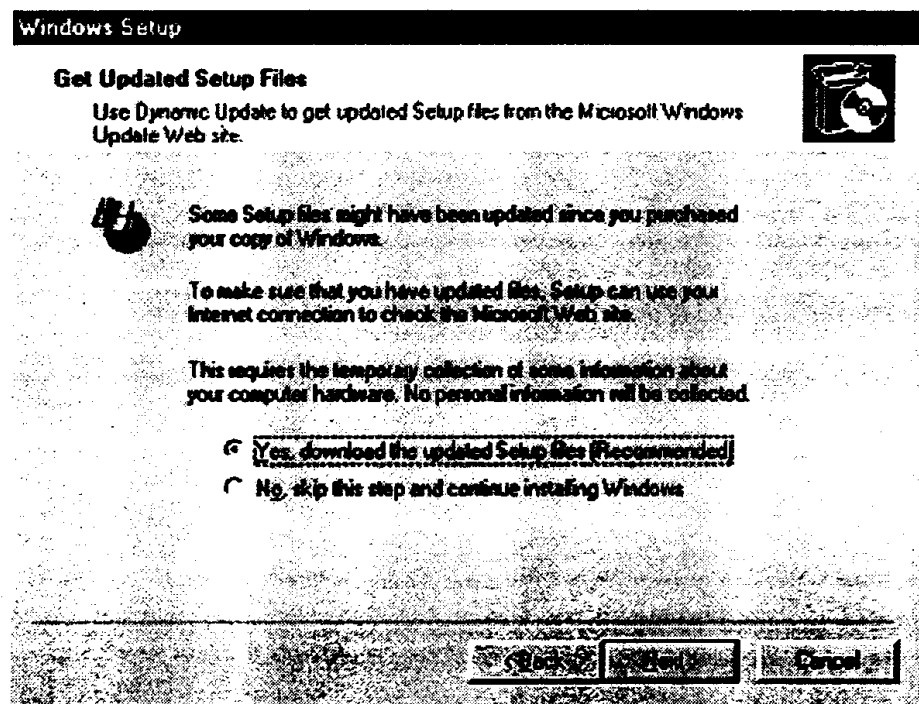 Windows Setup
Get Updated Setup Files
Use Dynamic Update to get updated Setup files from the Microsoft Windows
Update Web site.
Some Setup files might have been updated since you purchased
your copy of Windows.
To make sure that you have updated files, Setup can use your
Internet connection to check the Microsoft Web site.
This requires the temporary collection of some information about
your computer hardware. No personal information will be collected.
Yes, download the updated Setup files (Recommended)
No, skip this step and continue installing Windows
< Back Next > Cancel